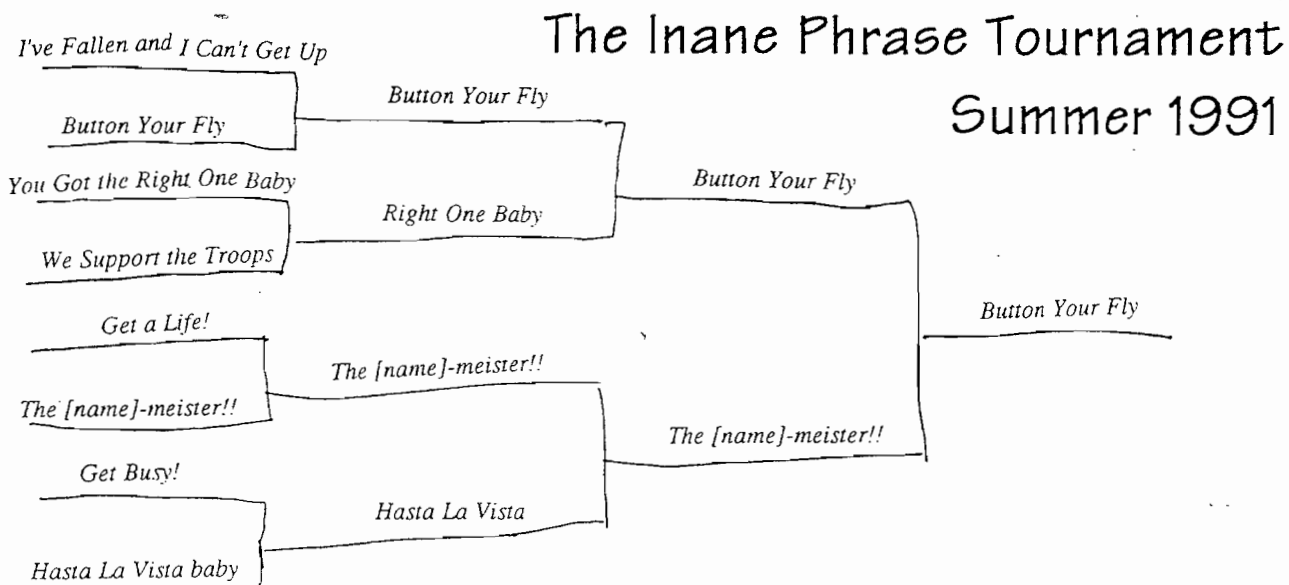 The Inane Phrase Tournament
Summer 1991
I've Fallen and I Can't Get Up
Button Your Fly
You Got the Right One Baby
We Support the Troops
Get a Life!
The [name]-meister!!
Get Busy!
Hasta La Vista baby
Button Your Fly
Right One Baby
The [name]-meister!!
Hasta La Vista
Button Your Fly
The [name]-meister!!
Button Your Fly